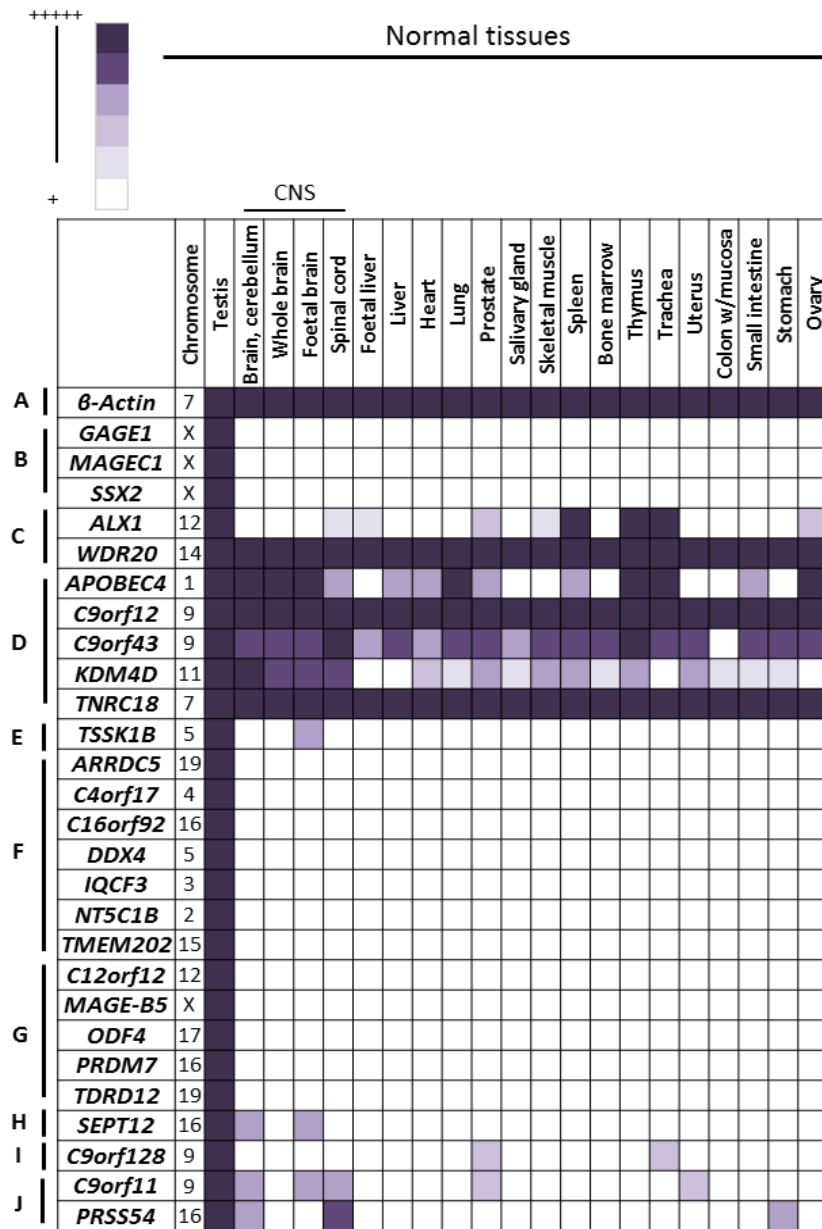 +++++
Normal tissues
+
CNS
Chromosome
Testis
Brain, cerebellum
Whole brain
Foetal brain
Spinal cord
Foetal liver
Liver
Heart
Lung
Prostate
Salivary gland
Skeletal muscle
Spleen
Bone marrow
Thymus
Trachea
Uterus
Colon w/mucosa
Small intestine
Stomach
Ovary
A
β-Actin 7
B
GAGE1 X
MAGEC1 X
SSX2 X
C
ALX1 12
WDR20 14
D
APOBEC4 1
C9orf12 9
C9orf43 9
KDM4D 11
TNRC18 7
E
TSSK1B 5
F
ARRDC5 19
C4orf17 4
C16orf92 16
DDX4 5
IQCF3 3
NT5C1B 2
TMEM202 15
G
C12orf12 12
MAGE-B5 X
ODF4 17
PRDM7 16
TDRD12 19
H
SEPT12 16
I
C9orf128 9
J
C9orf11 9
PRSS54 16